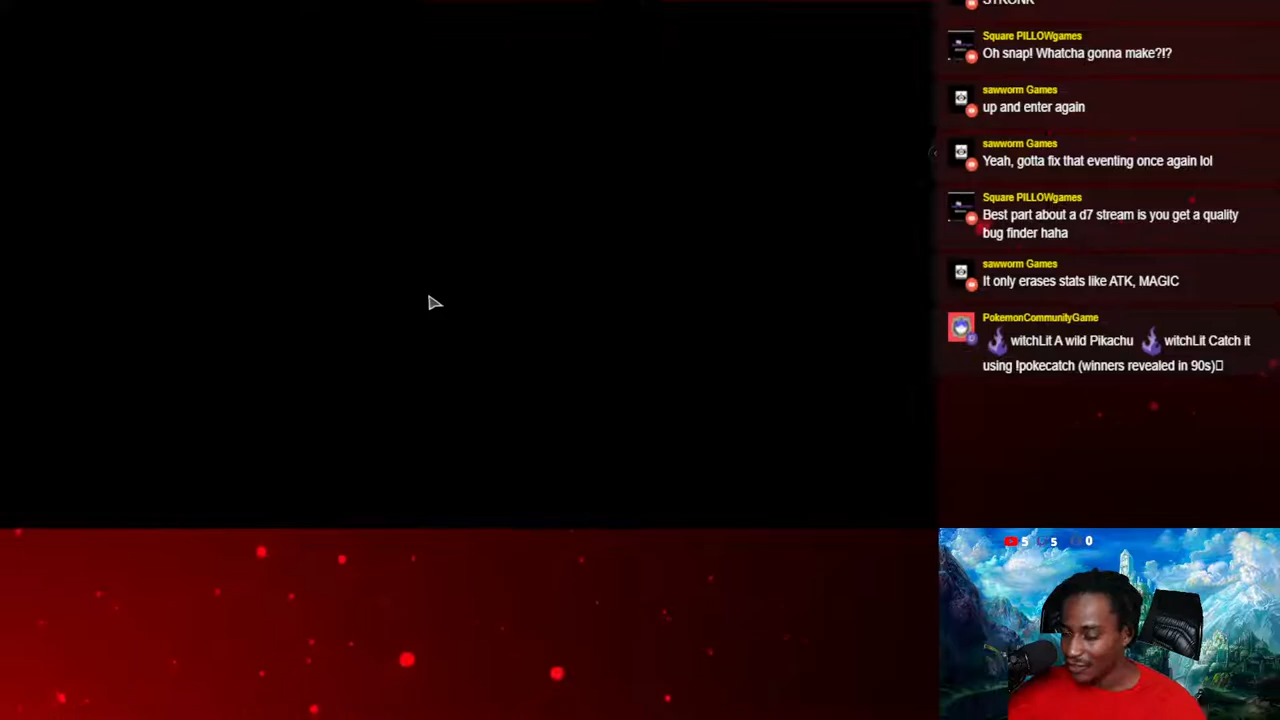 STRONK
Square PILLOWgames
Oh snap! Whatcha gonna make?!?
sawworm Games
up and enter again
sawworm Games
Yeah, gotta fix that eventing once again lol
Square PILLOWgames
Best part about a d7 stream is you get a quality
bug finder haha
sawworm Games
It only erases stats like ATK, MAGIC
PokemonCommunityGame
witchLit A wild Pikachu witchLit Catch it
using !pokecatch (winners revealed in 90s)
5 5 0